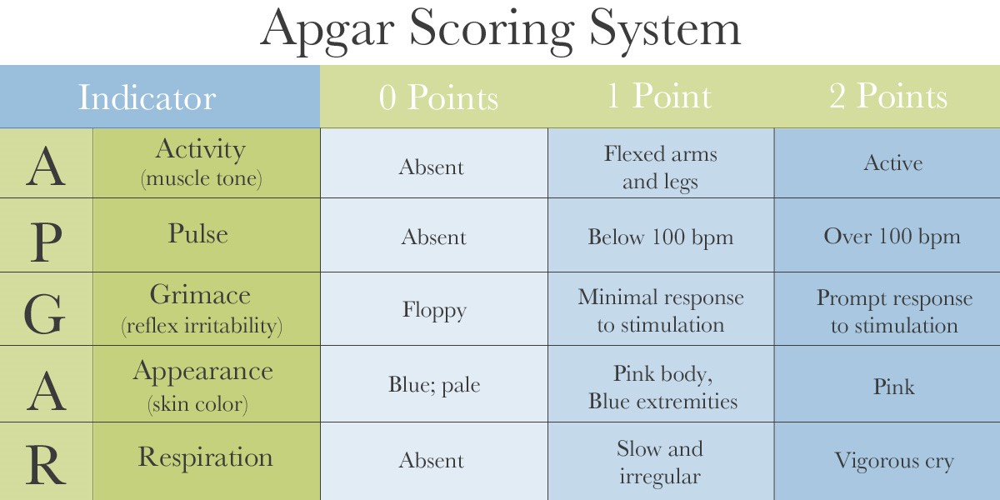 Apgar Scoring System
Indicator 0 Points 1 Point 2 Points
A
Activity
(muscle tone)
Absent
Flexed arms
and legs
Active
P
Pulse
Absent
Below 100 bpm
Over 100 bpm
G
Grimace
(reflex irritability)
Floppy
Minimal response
to stimulation
Prompt response
to stimulation
A
Appearance
(skin color)
Blue; pale
Pink body,
Blue extremities
Pink
R
Respiration
Absent
Slow and
irregular
Vigorous cry